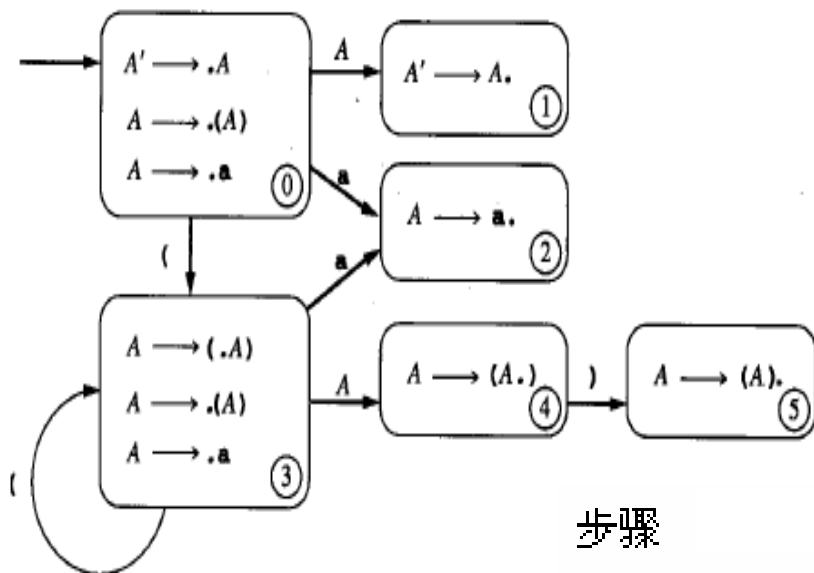 A' ⟶ .A
A ⟶ .(A)
A ⟶ .a
0
A
A' ⟶ A.
1
a
A ⟶ a.
2
(
a
A ⟶ (.A)
A ⟶ .(A)
A ⟶ .a
3
(
A
A ⟶ (A.)
4
)
A ⟶ (A).
5
步骤